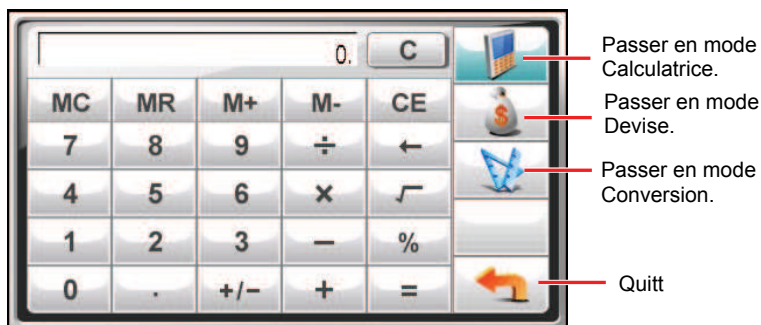 0. C
MC MR M+ M- CE
7 8 9 ÷ ←
4 5 6 × √
1 2 3 − %
0 . +/− + =
$
Passer en mode
Calculatrice.
Passer en mode
Devise.
Passer en mode
Conversion.
Quitt